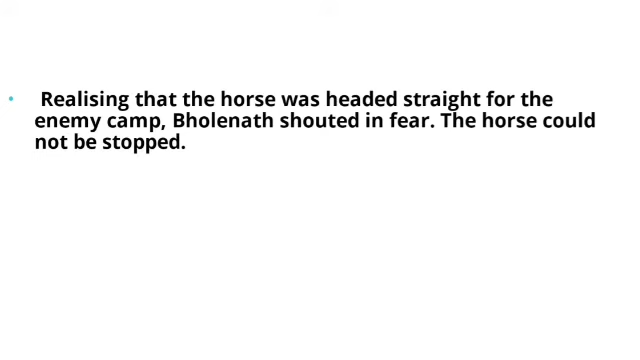 • Realising that the horse was headed straight for the
enemy camp, Bholenath shouted in fear. The horse could
not be stopped.